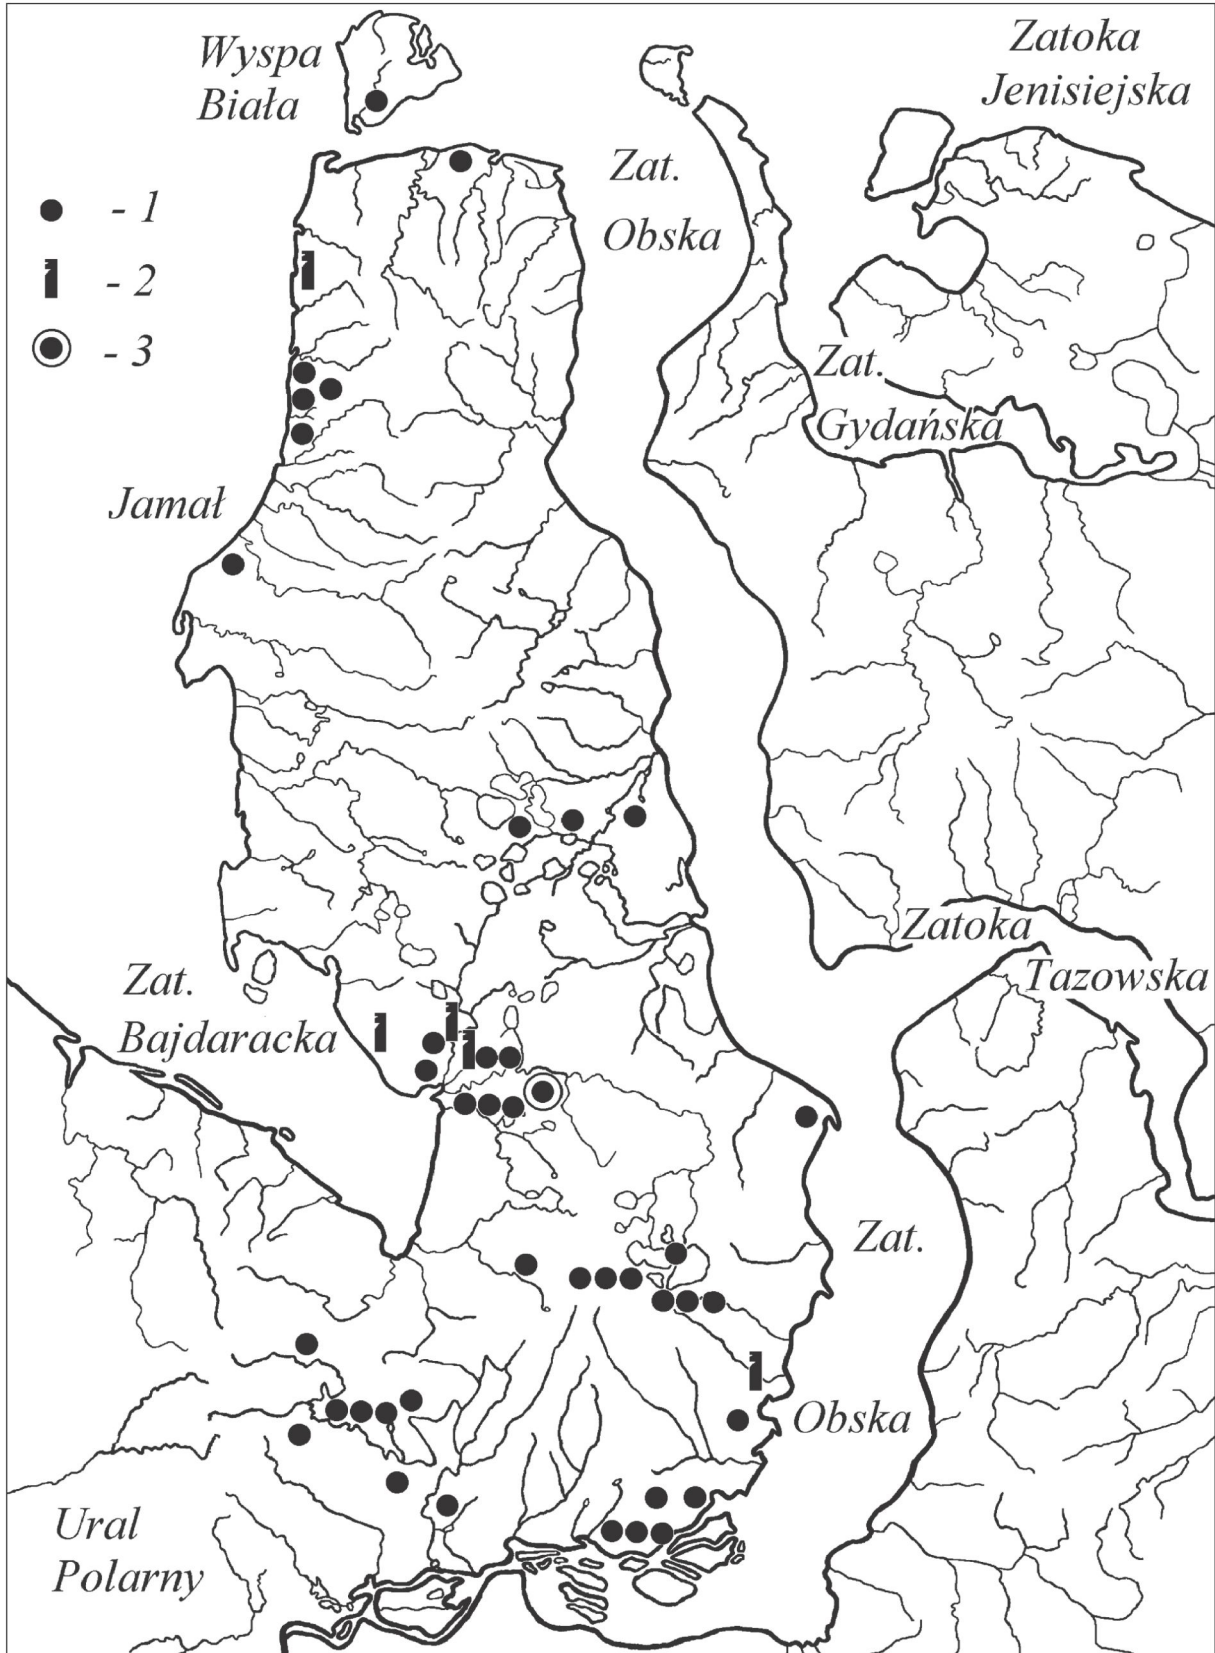 Wyspa
Biała
Zatoka
Jenisiejska
Zat.
Obska
- 1
- 2
- 3
Zat.
Gydańska
Jamał
Zatoka
Tazowska
Zat.
Bajdaracka
Zat.
Obska
Ural
Polarny